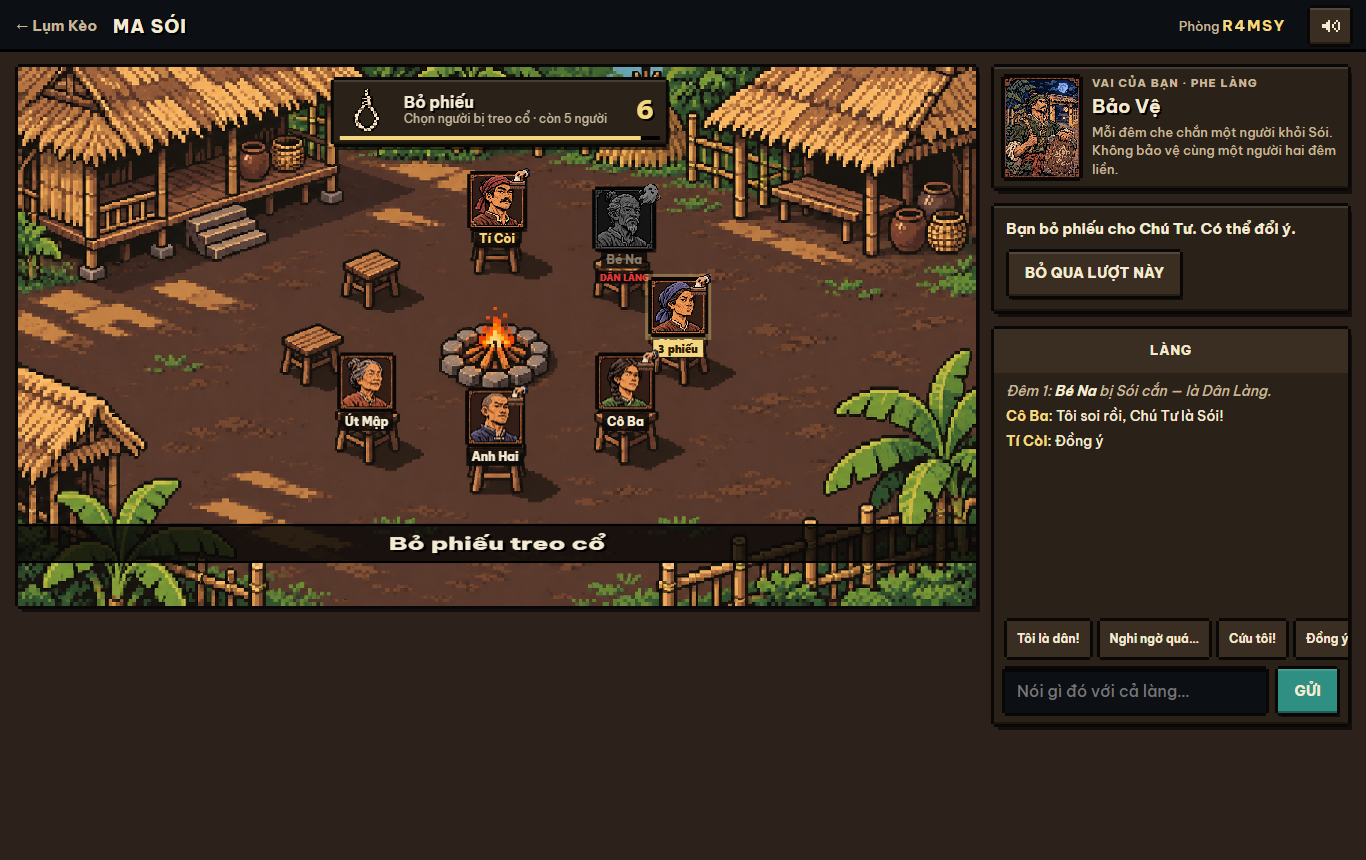 ← Lụm Kèo MA SÓI
Phòng R4MSY
Bỏ phiếu
Chọn người bị treo cổ · còn 5 người
6
Tí Còi
Bé Na
DÂN LÀNG
3 phiếu
Út Mập
Cô Ba
Anh Hai
Bỏ phiếu treo cổ
VAI CỦA BẠN · PHE LÀNG
Bảo Vệ
Mỗi đêm che chắn một người khỏi Sói.
Không bảo vệ cùng một người hai đêm
liền.
Bạn bỏ phiếu cho Chú Tư. Có thể đổi ý.
BỎ QUA LƯỢT NÀY
LÀNG
Đêm 1: Bé Na bị Sói cắn — là Dân Làng.
Cô Ba: Tôi soi rồi, Chú Tư là Sói!
Tí Còi: Đồng ý
Tôi là dân!
Nghi ngờ quá...
Cứu tôi!
Đồng ý
Nói gì đó với cả làng...
GỬI